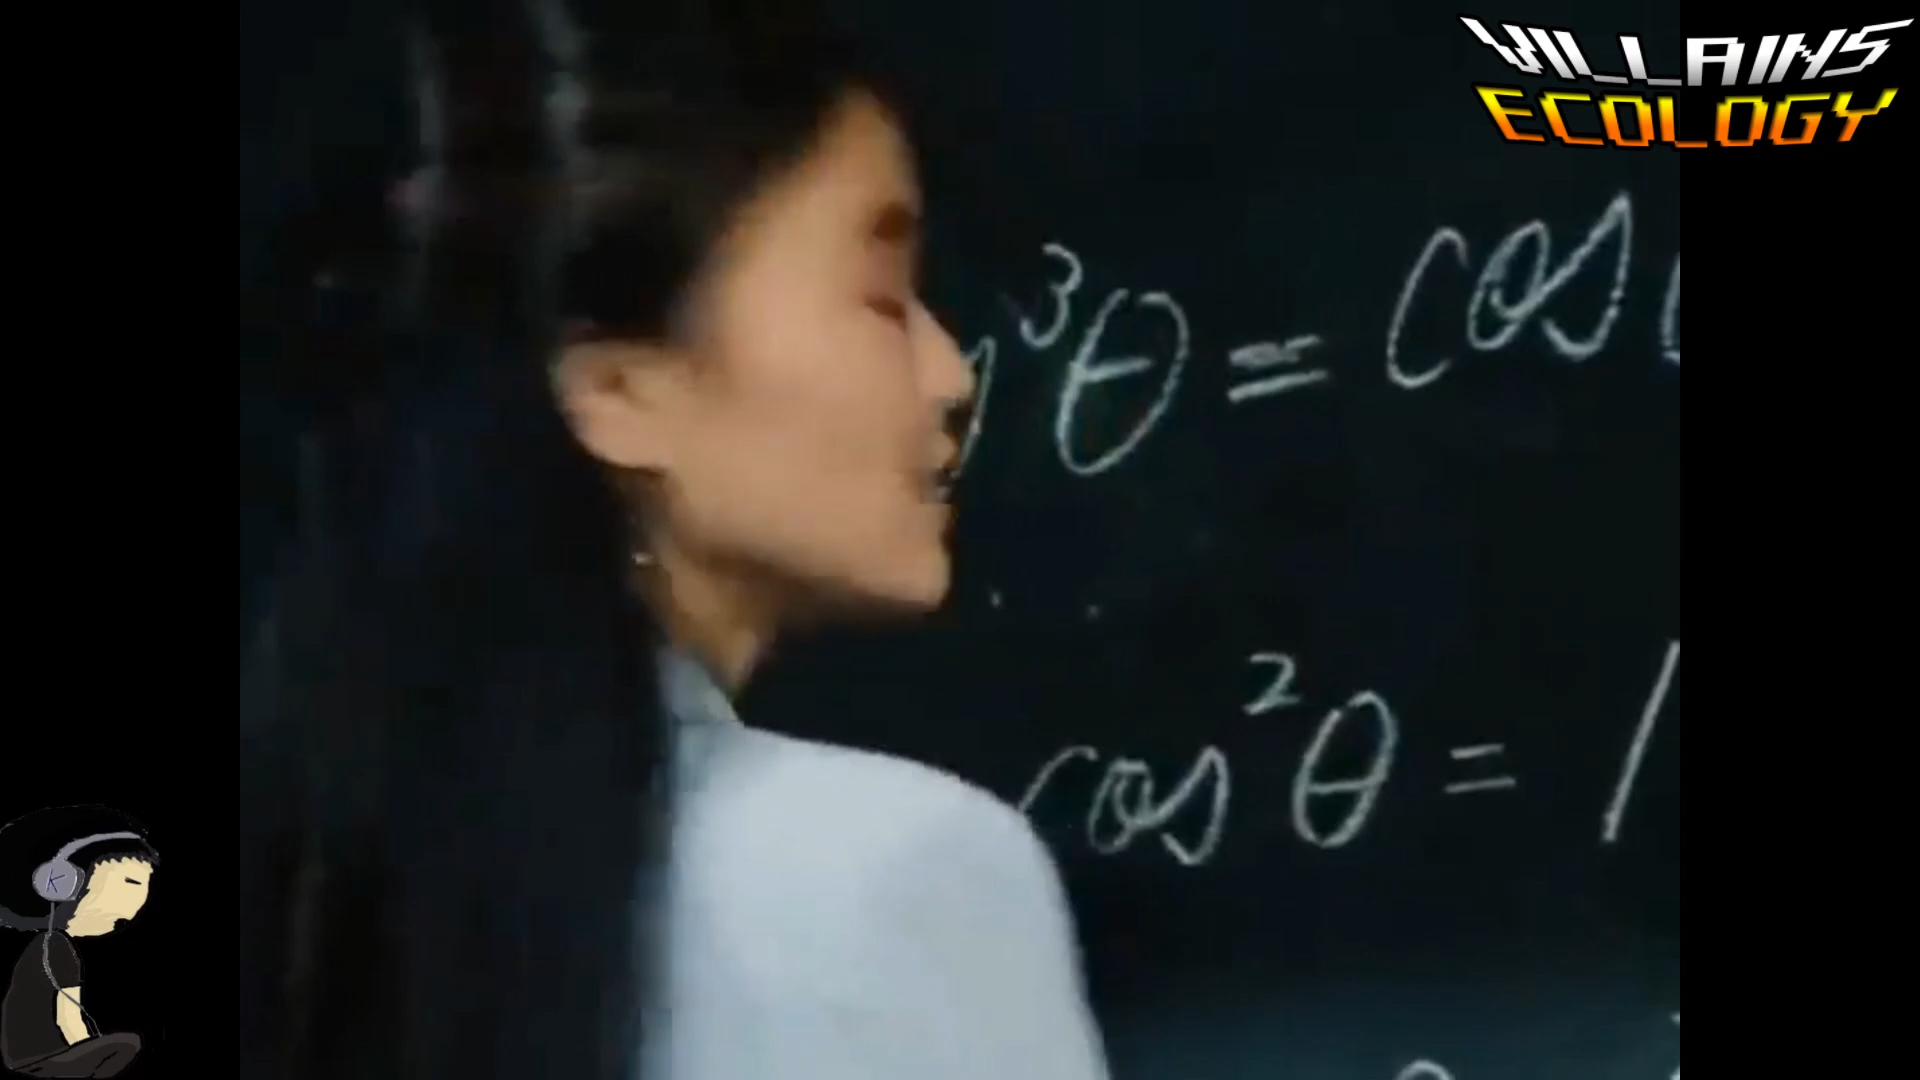 VILLAINS
ECOLOGY
³θ = cos
cos²θ = 1
K